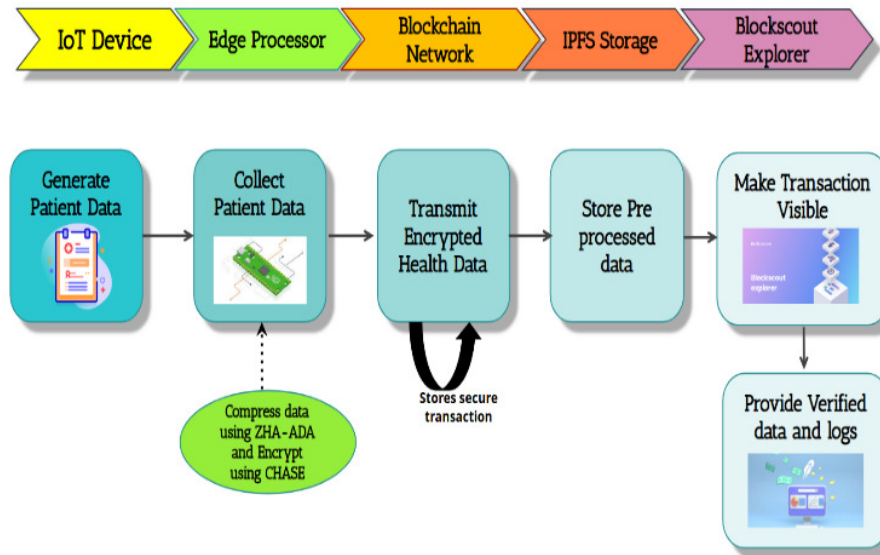 IoT Device
Edge Processor
Blockchain
Network
IPFS Storage
Blockscout
Explorer
Generate
Patient Data
Collect
Patient Data
Transmit
Encrypted
Health Data
Store Pre
processed
data
Make Transaction
Visible
Blockscout
explorer
Stores secure
transaction
Compress data
using ZHA-ADA
and Encrypt
using CHASE
Provide Verified
data and logs